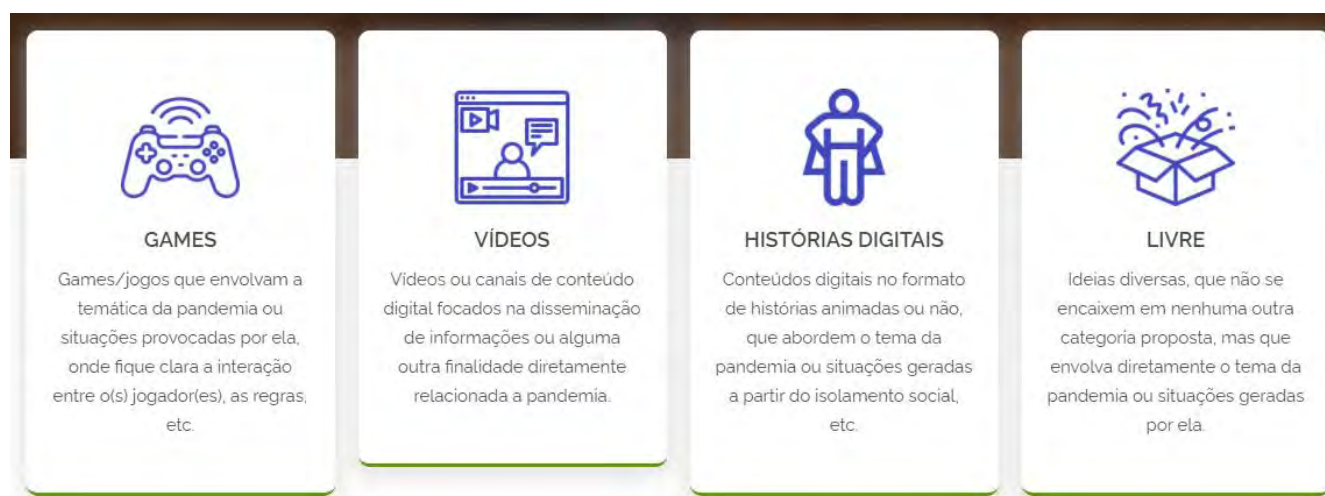 GAMES
Games/jogos que envolvam a
temática da pandemia ou
situações provocadas por ela,
onde fique clara a interação
entre o(s) jogador(es), as regras,
etc.
VÍDEOS
Vídeos ou canais de conteúdo
digital focados na disseminação
de informações ou alguma
outra finalidade diretamente
relacionada a pandemia.
HISTÓRIAS DIGITAIS
Conteúdos digitais no formato
de histórias animadas ou não,
que abordem o tema da
pandemia ou situações geradas
a partir do isolamento social,
etc.
LIVRE
Ideias diversas, que não se
encaixem em nenhuma outra
categoria proposta, mas que
envolva diretamente o tema da
pandemia ou situações geradas
por ela.